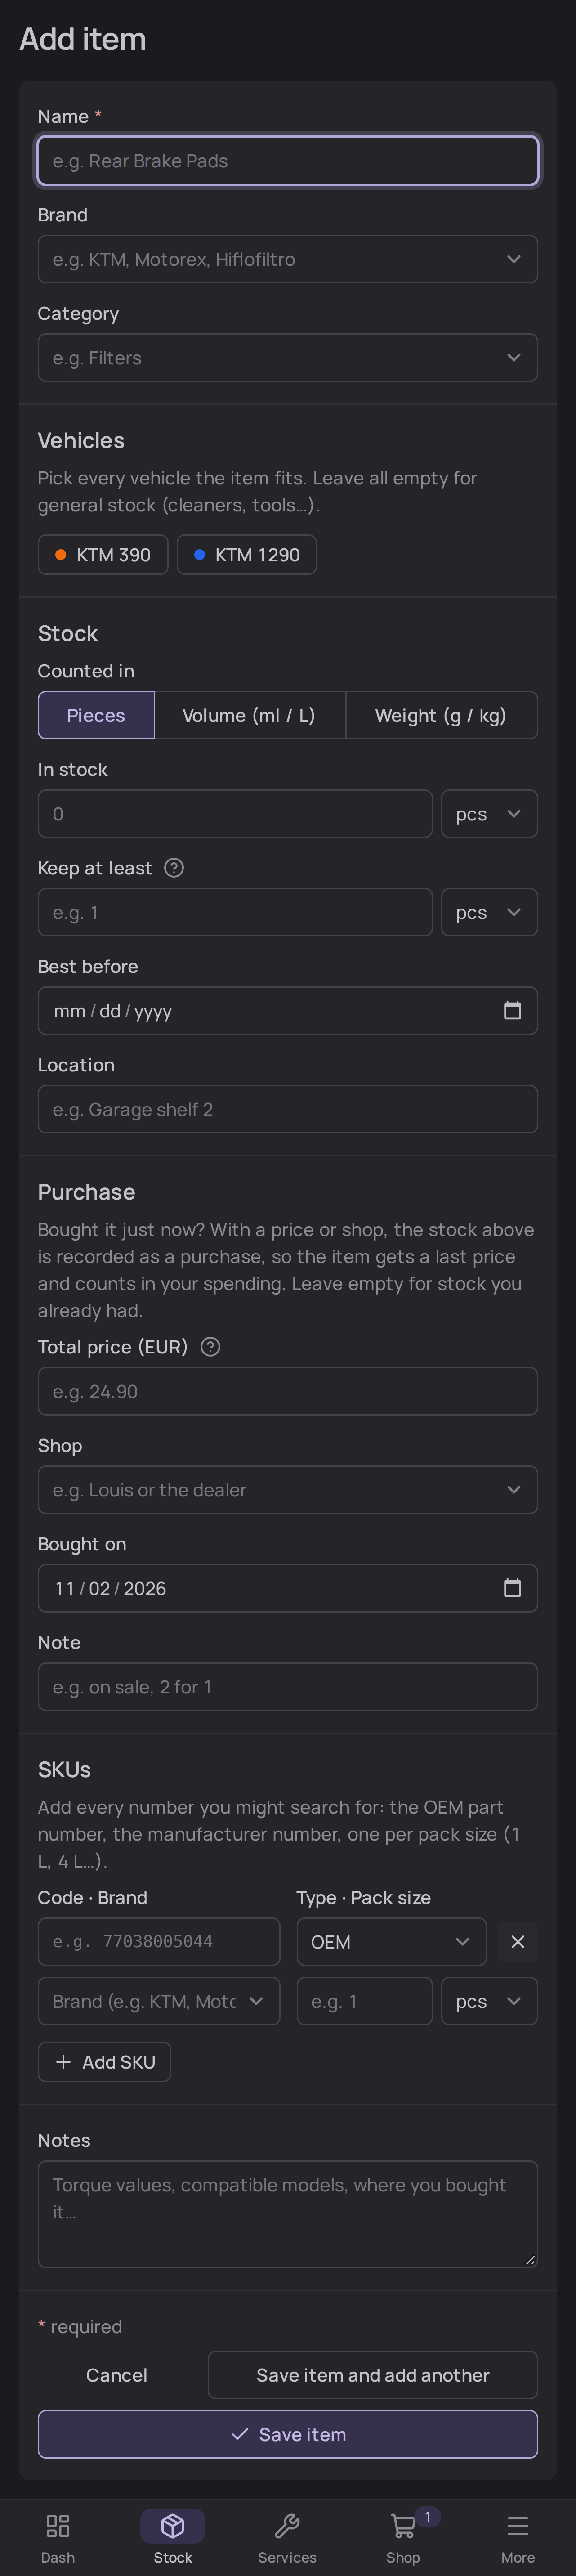 Add item
Name *
e.g. Rear Brake Pads
Brand
e.g. KTM, Motorex, Hiflofiltro
Category
e.g. Filters
Vehicles
Pick every vehicle the item fits. Leave all empty for
general stock (cleaners, tools…).
KTM 390
KTM 1290
Stock
Counted in
Pieces
Volume (ml / L)
Weight (g / kg)
In stock
0
pcs
Keep at least
e.g. 1
pcs
Best before
mm/dd/yyyy
Location
e.g. Garage shelf 2
Purchase
Bought it just now? With a price or shop, the stock above
is recorded as a purchase, so the item gets a last price
and counts in your spending. Leave empty for stock you
already had.
Total price (EUR)
e.g. 24.90
Shop
e.g. Louis or the dealer
Bought on
11/02/2026
Note
e.g. on sale, 2 for 1
SKUs
Add every number you might search for: the OEM part
number, the manufacturer number, one per pack size (1
L, 4 L…).
Code · Brand
Type · Pack size
e.g. 77038005044
OEM
Brand (e.g. KTM, Motc
e.g. 1
pcs
Add SKU
Notes
Torque values, compatible models, where you bought
it…
* required
Cancel
Save item and add another
Save item
1
Dash
Stock
Services
Shop
More